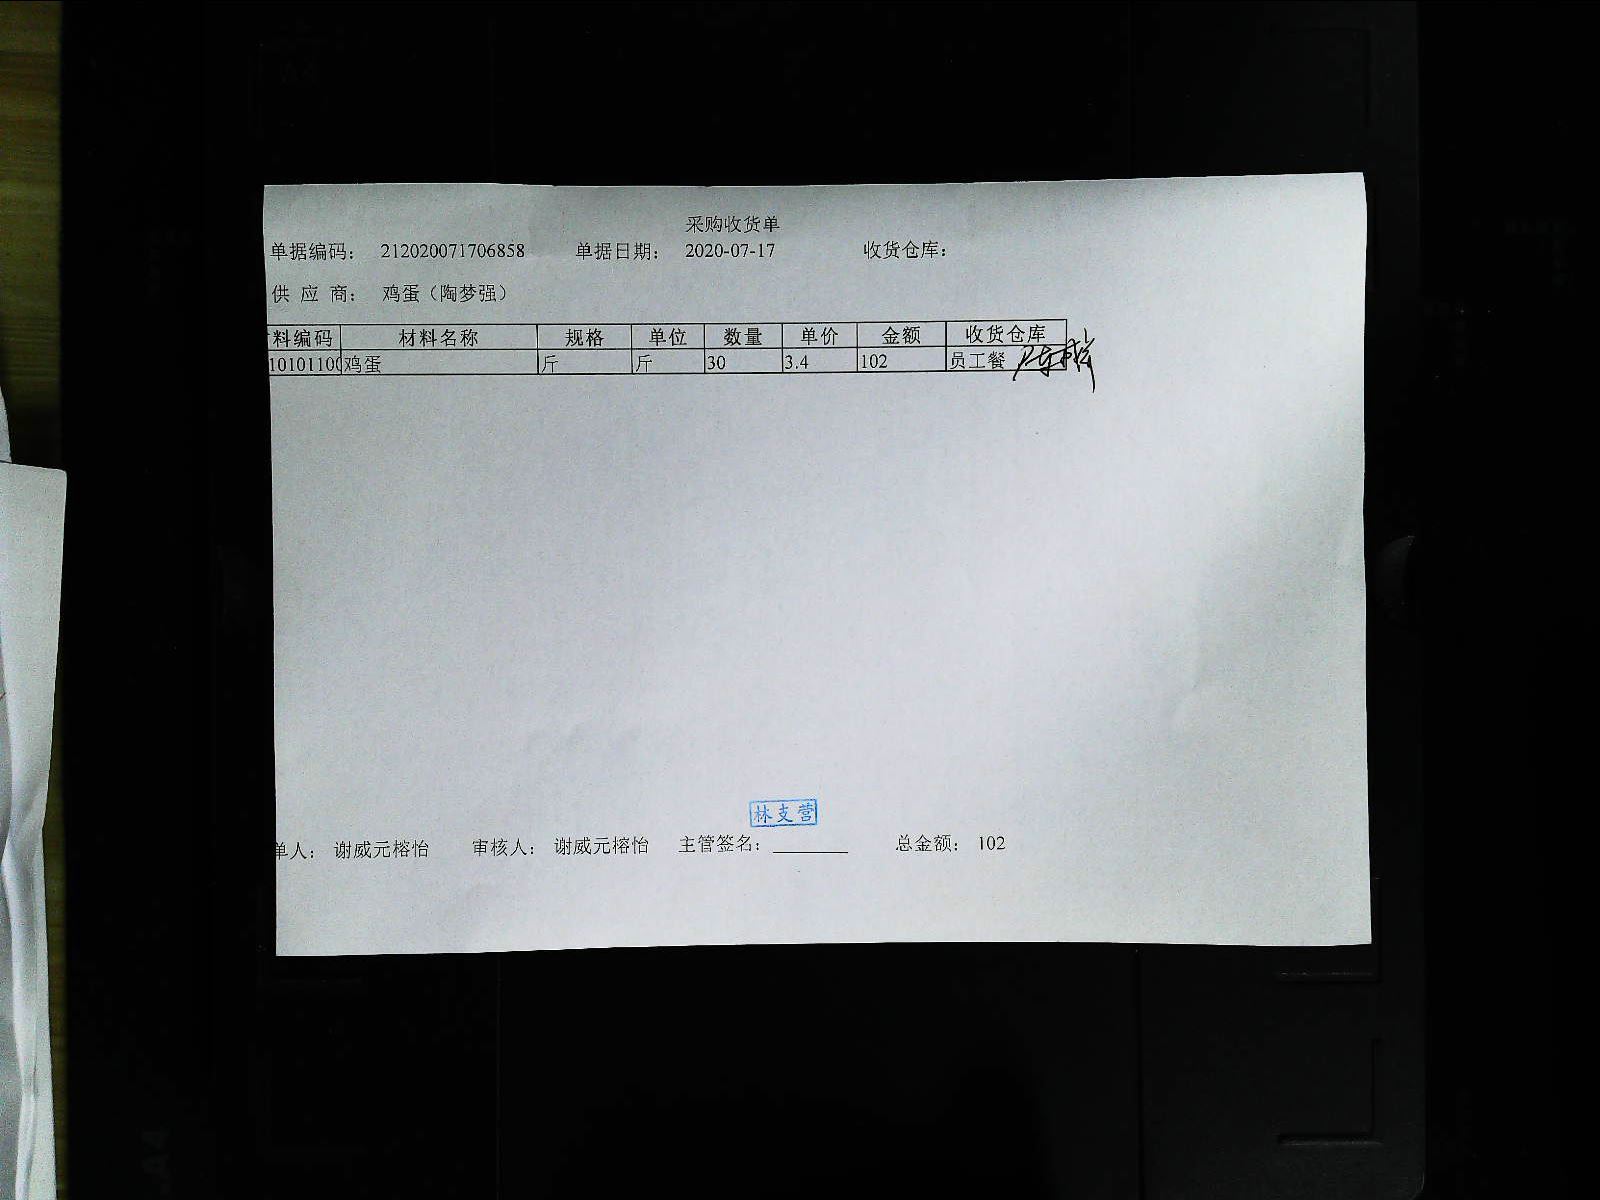 采购收货单
单据编码： 212020071706858 单据日期： 2020-07-17 收货仓库：
供 应 商： 鸡蛋（陶梦强）
料编码 材料名称 规格 单位 数量 单价 金额 收货仓库
10101100 鸡蛋 斤 斤 30 3.4 102 员工餐
林支营
单人： 谢威元榕怡 审核人： 谢威元榕怡 主管签名：________ 总金额： 102